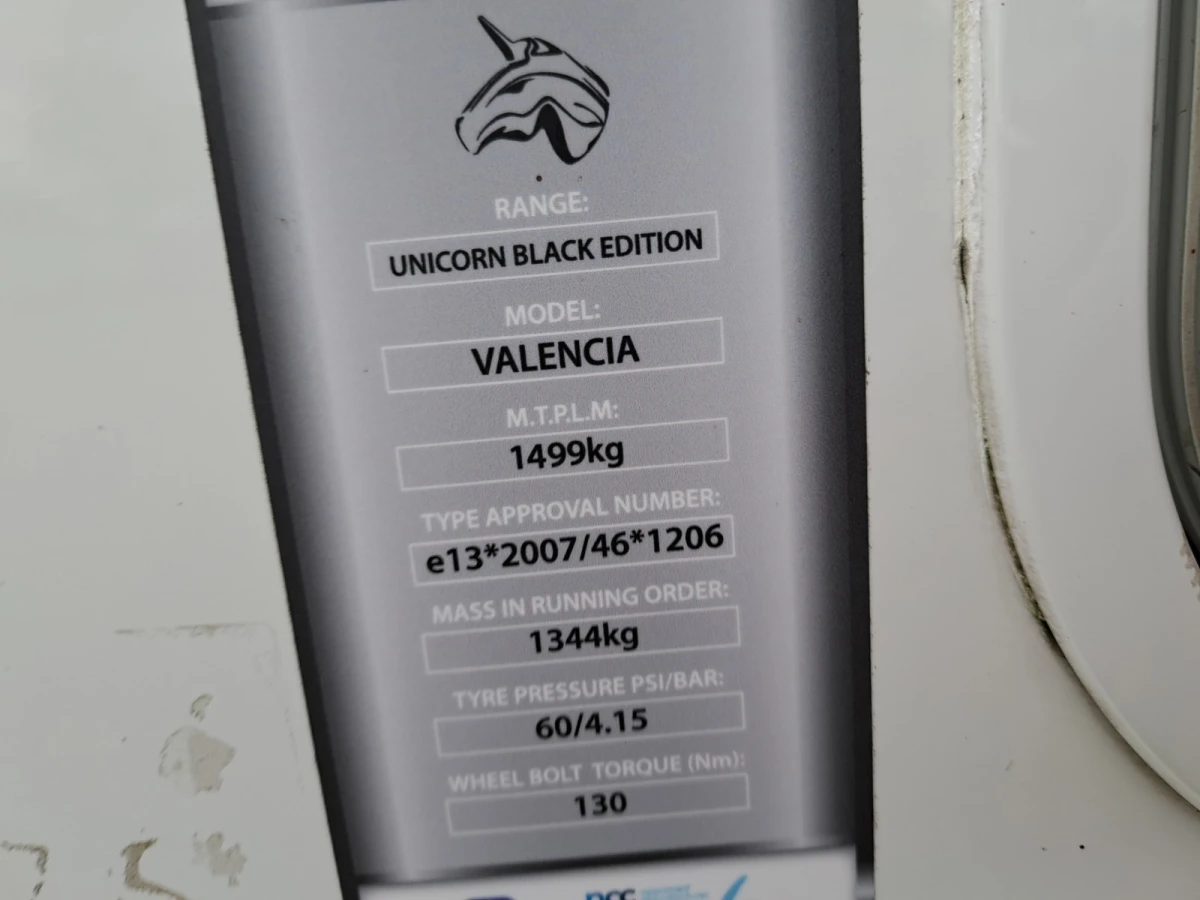 RANGE:
UNICORN BLACK EDITION
MODEL:
VALENCIA
M.T.P.L.M:
1499kg
TYPE APPROVAL NUMBER:
e13*2007/46*1206
MASS IN RUNNING ORDER:
1344kg
TYRE PRESSURE PSI/BAR:
60/4.15
WHEEL BOLT TORQUE (Nm):
130